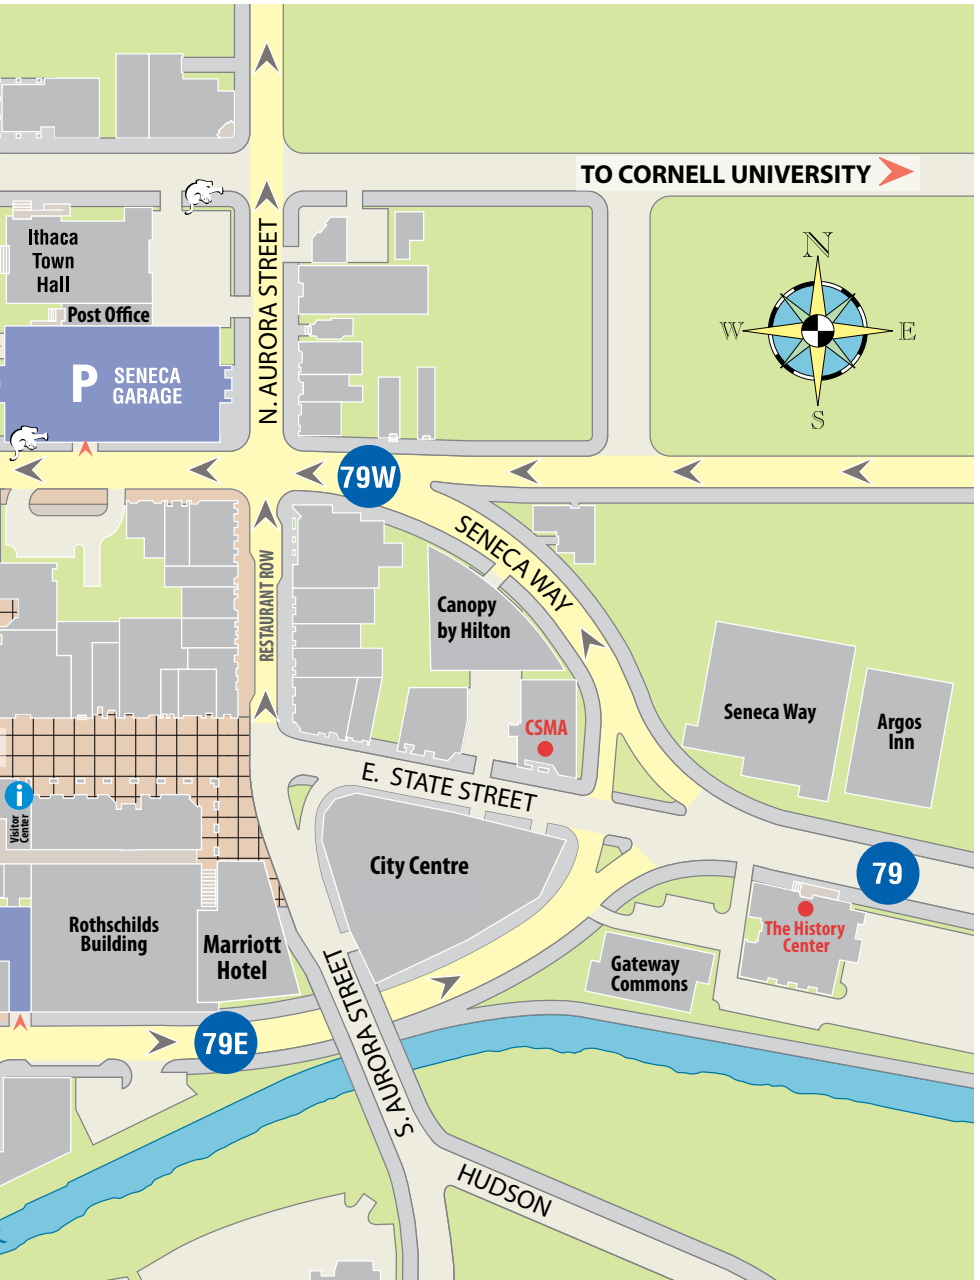 TO CORNELL UNIVERSITY
Ithaca
Town
Hall
Post Office
N
W
E
S
P
SENECA
GARAGE
N. AURORA STREET
79W
SENECA WAY
RESTAURANT ROW
Canopy
by Hilton
CSMA
Seneca Way
Argos
Inn
E. STATE STREET
i
Visitor
Center
City Centre
79
Rothschilds
Building
Marriott
Hotel
The History
Center
Gateway
Commons
79E
S. AURORA STREET
HUDSON